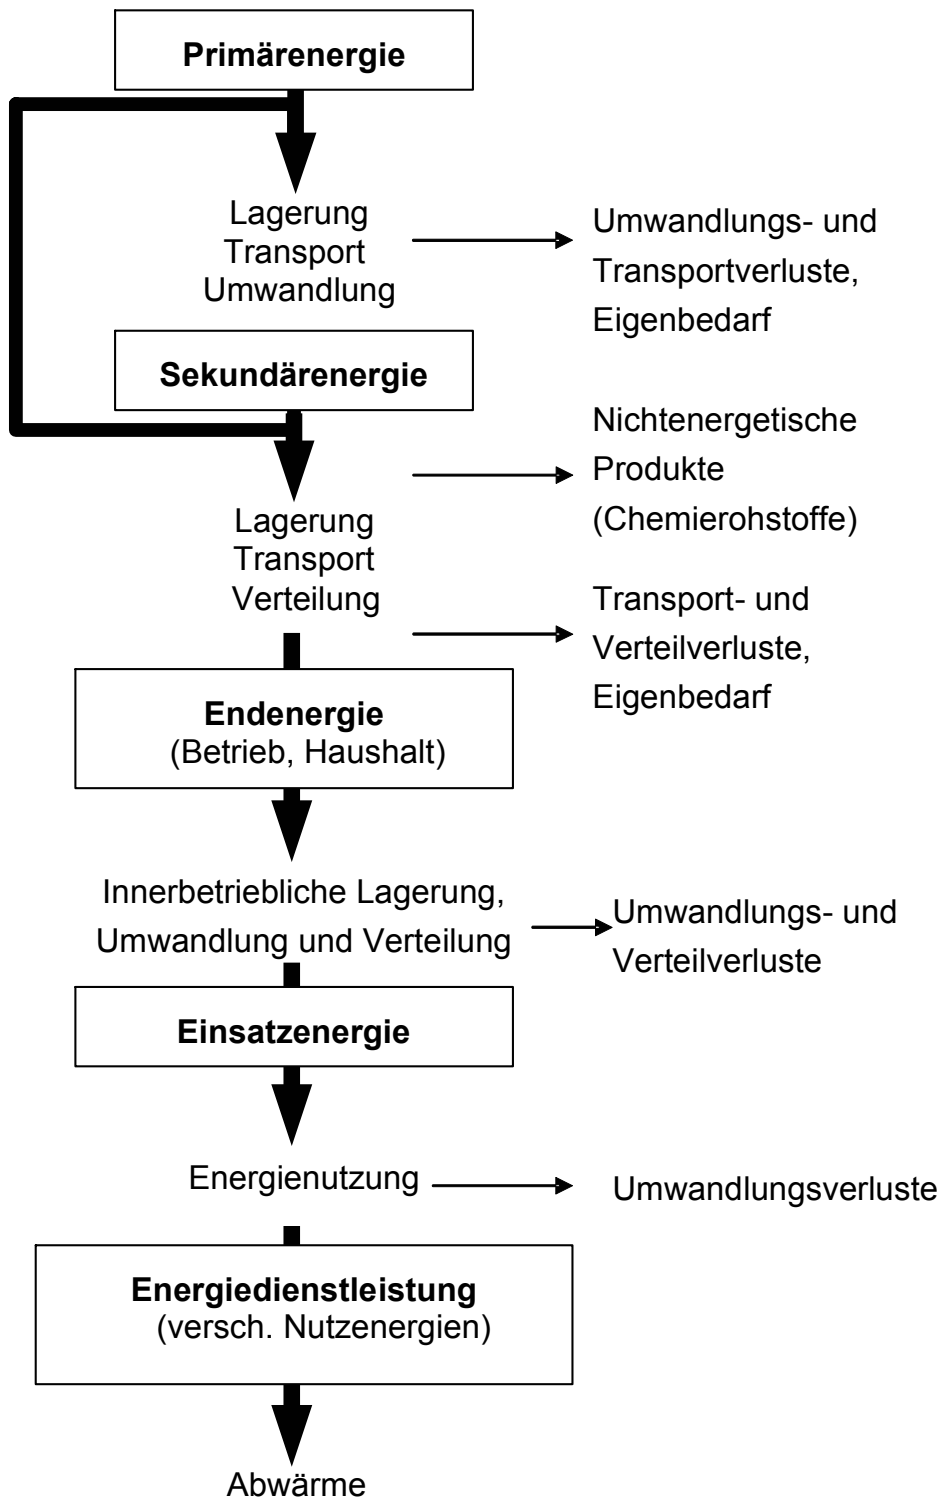 Primärenergie
Lagerung
Transport
Umwandlung
Umwandlungs- und
Transportverluste,
Eigenbedarf
Sekundärenergie
Nichtenergetische
Produkte
(Chemierohstoffe)
Lagerung
Transport
Verteilung
Transport- und
Verteilverluste,
Eigenbedarf
Endenergie
(Betrieb, Haushalt)
Innerbetriebliche Lagerung,
Umwandlung und Verteilung
Umwandlungs- und
Verteilverluste
Einsatzenergie
Energienutzung
Umwandlungsverluste
Energiedienstleistung
(versch. Nutzenergien)
Abwärme